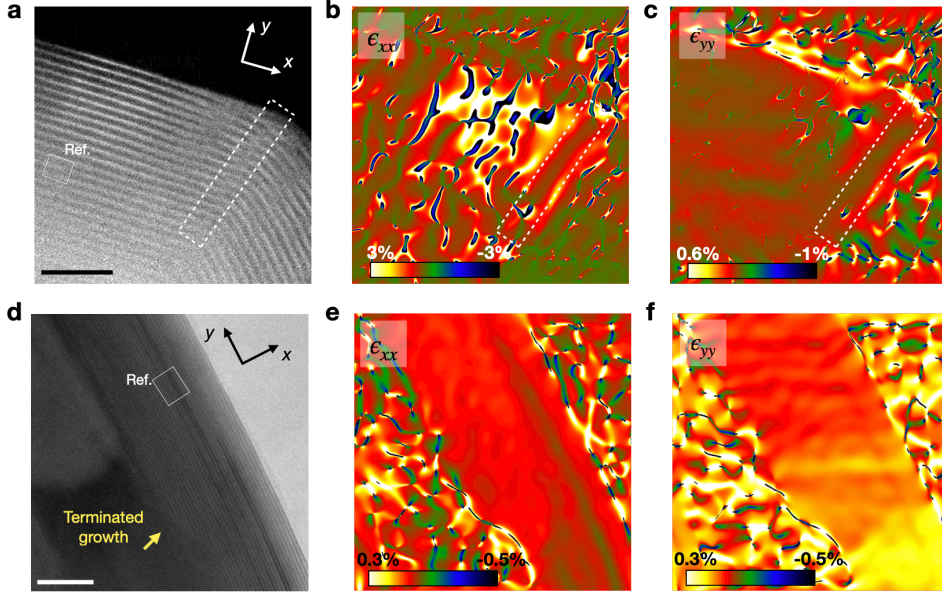 a
y
x
Ref.
b
ϵxx
3%
-3%
c
ϵyy
0.6%
-1%
d
y
x
Ref.
Terminated
growth
e
ϵxx
0.3%
-0.5%
f
ϵyy
0.3%
-0.5%